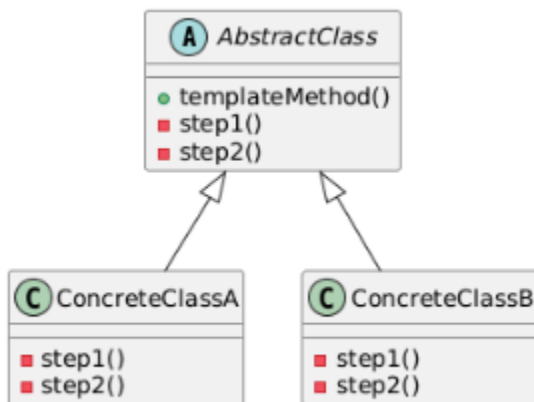 A AbstractClass
templateMethod()
step1()
step2()
C ConcreteClassA
step1()
step2()
C ConcreteClassB
step1()
step2()